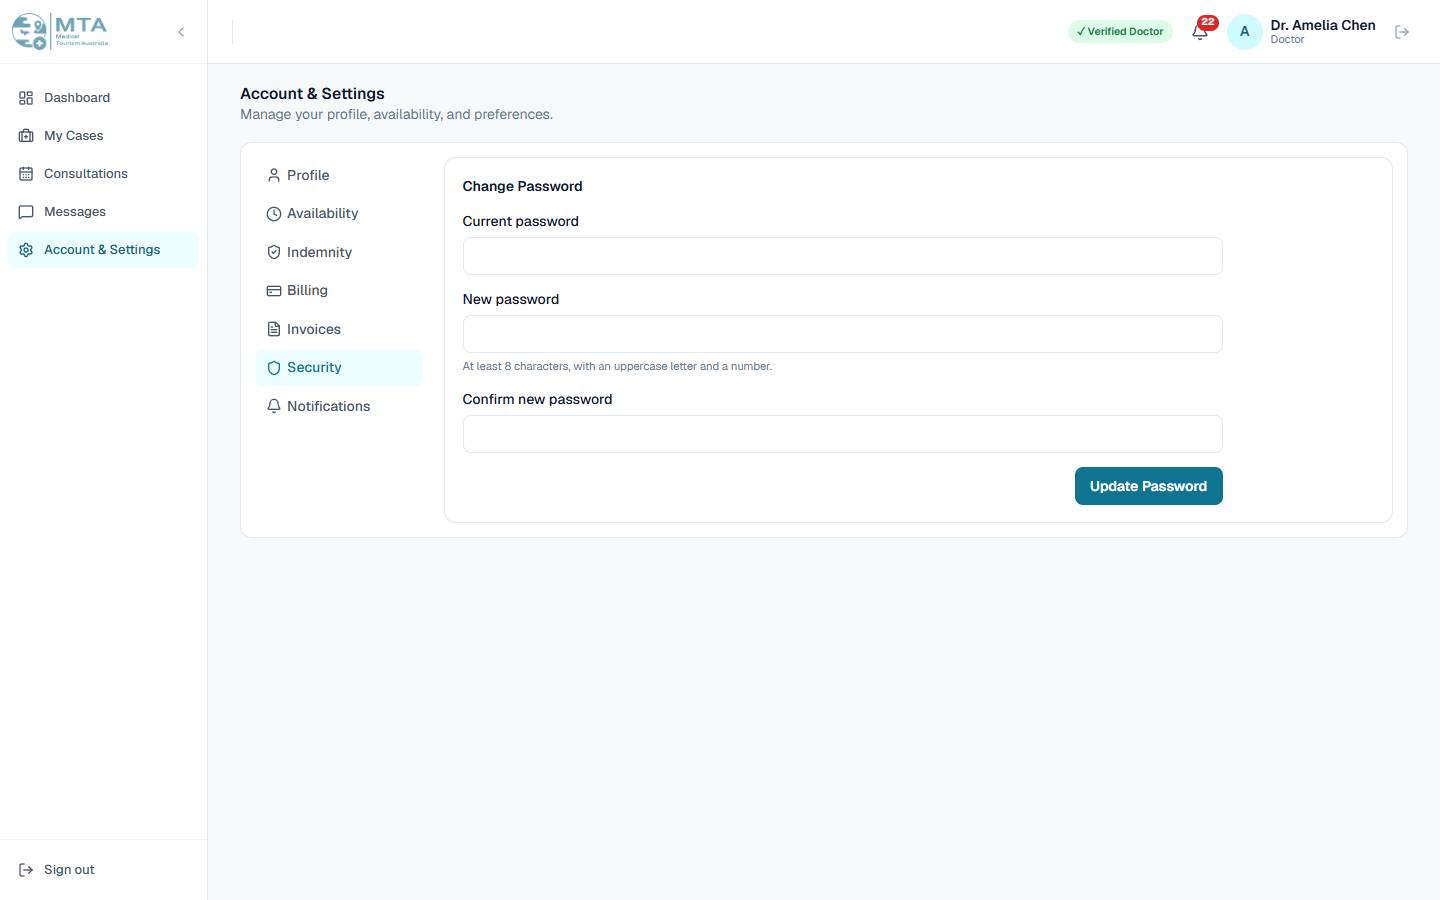 MTA
Medical
Tourism Australia
✓ Verified Doctor
22
A
Dr. Amelia Chen
Doctor
Dashboard
My Cases
Consultations
Messages
Account & Settings
Sign out
Account & Settings
Manage your profile, availability, and preferences.
Profile
Availability
Indemnity
Billing
Invoices
Security
Notifications
Change Password
Current password
New password
At least 8 characters, with an uppercase letter and a number.
Confirm new password
Update Password